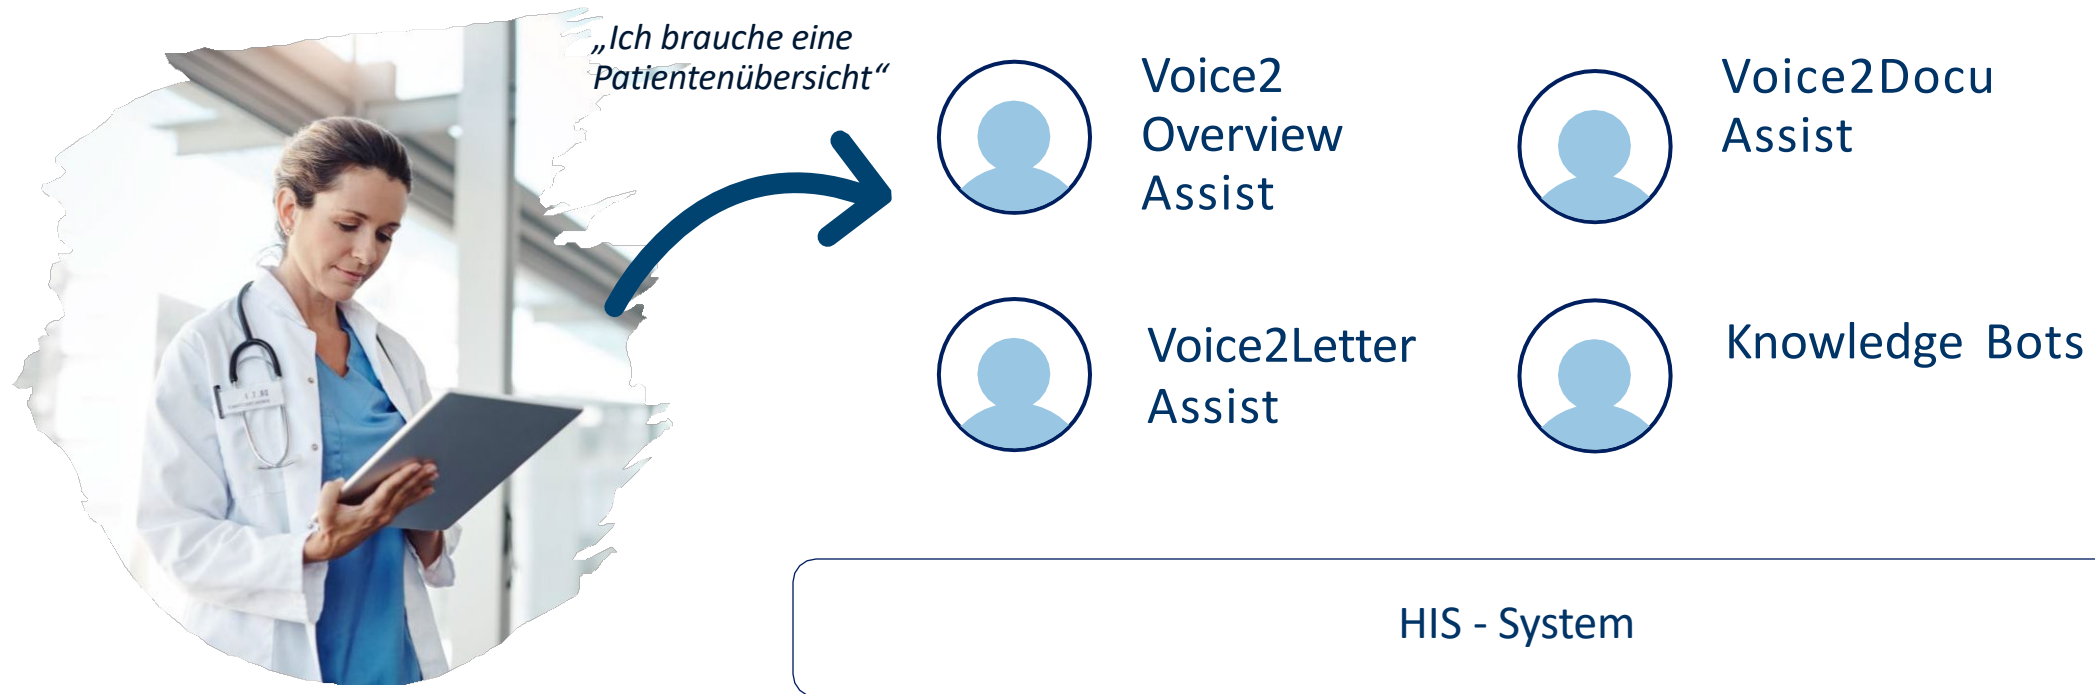 „Ich brauche eine
Patientenübersicht“
Voice2
Overview
Assist
Voice2Docu
Assist
Voice2Letter
Assist
Knowledge Bots
HIS - System